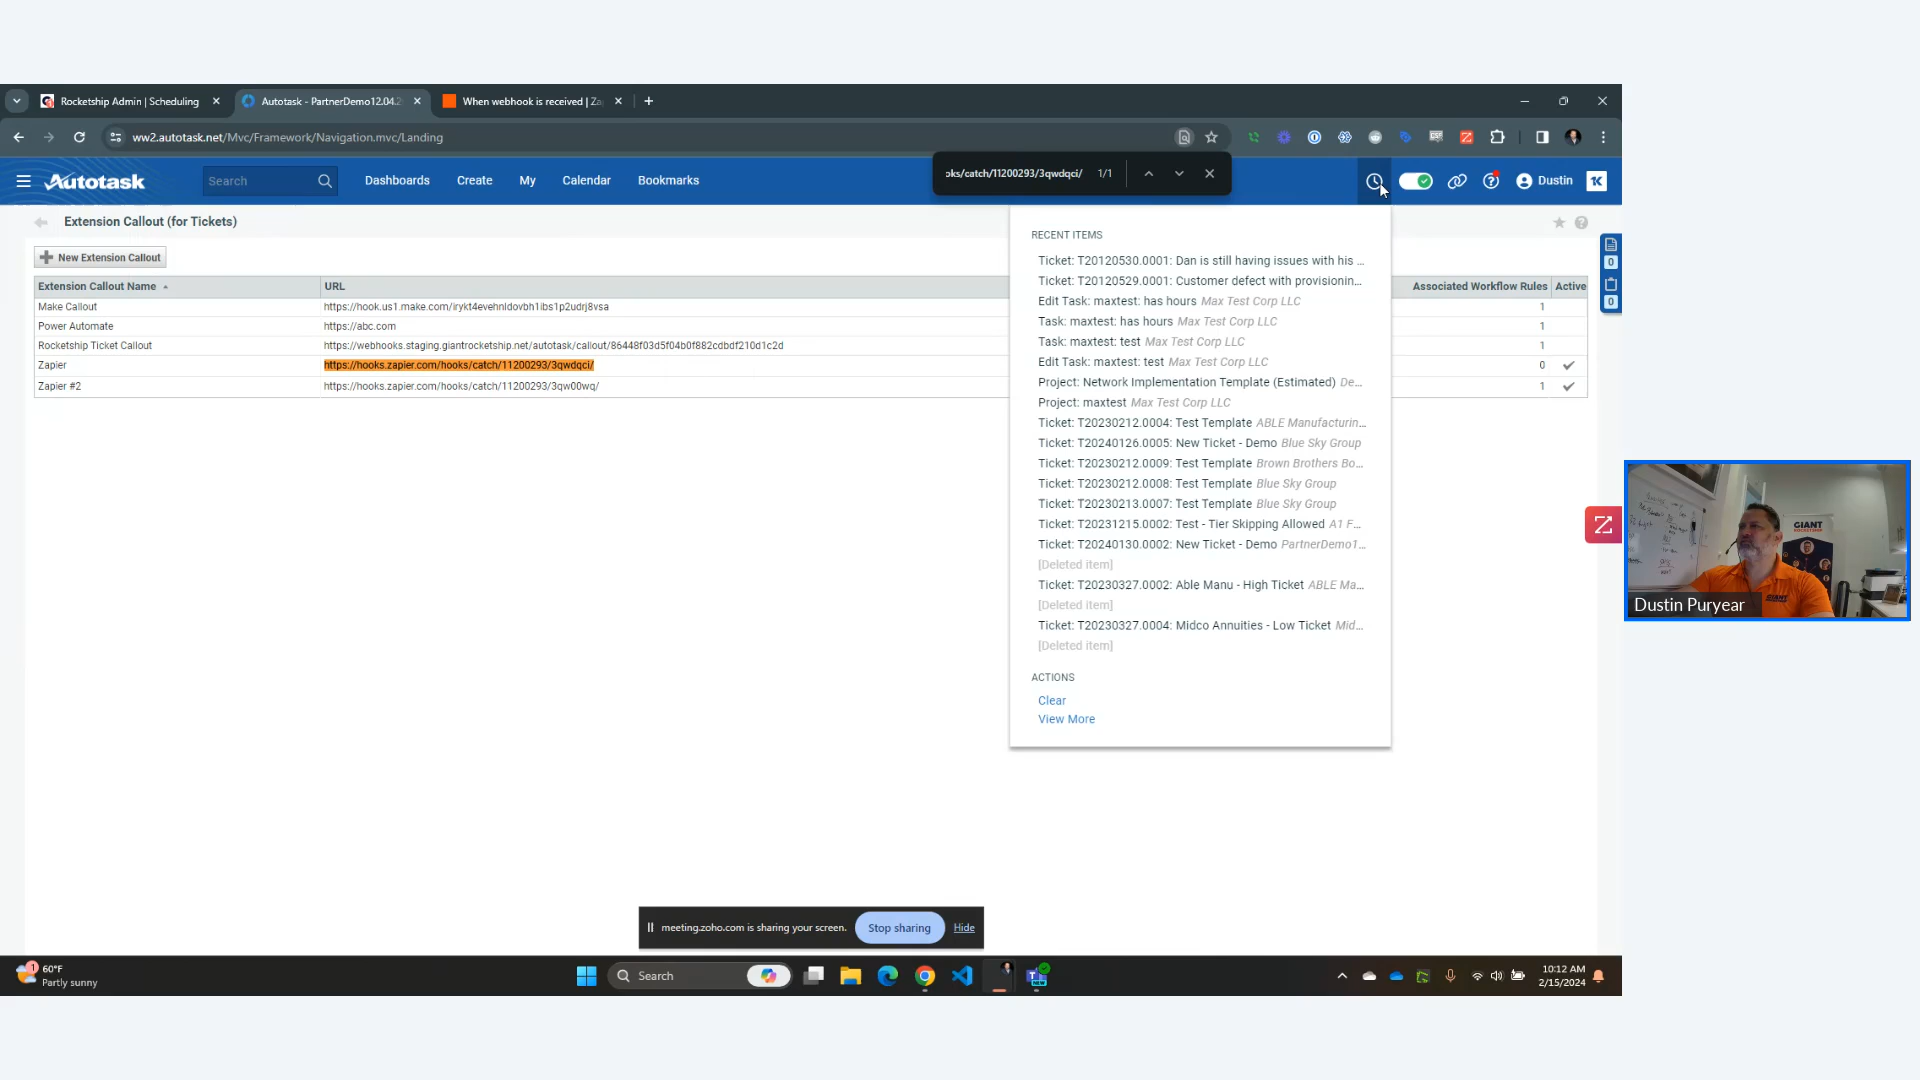 Rocketship Admin | Scheduling
Autotask - PartnerDemo12.04.2
When webhook is received | Za
ww2.autotask.net/Mvc/Framework/Navigation.mvc/Landing
Autotask
Search
Dashboards
Create
My
Calendar
Bookmarks
oks/catch/11200293/3qwdqci/
1/1
Dustin
Extension Callout (for Tickets)
New Extension Callout
Extension Callout Name URL Associated Workflow Rules Active
Make Callout https://hook.us1.make.com/irykt4evehnldovbh1ibs1p2udrj8vsa 1
Power Automate https://abc.com 1
Rocketship Ticket Callout https://webhooks.staging.giantrocketship.net/autotask/callout/86448f03d5f04b0f882cdbdf210d1c2d 1
Zapier https://hooks.zapier.com/hooks/catch/11200293/3qwdqci/ 0
Zapier #2 https://hooks.zapier.com/hooks/catch/11200293/3qw00wq/ 1
0
0
RECENT ITEMS
Ticket: T20120530.0001: Dan is still having issues with his ...
Ticket: T20120529.0001: Customer defect with provisionin...
Edit Task: maxtest: has hours Max Test Corp LLC
Task: maxtest: has hours Max Test Corp LLC
Task: maxtest: test Max Test Corp LLC
Edit Task: maxtest: test Max Test Corp LLC
Project: Network Implementation Template (Estimated) De...
Project: maxtest Max Test Corp LLC
Ticket: T20230212.0004: Test Template ABLE Manufacturin...
Ticket: T20240126.0005: New Ticket - Demo Blue Sky Group
Ticket: T20230212.0009: Test Template Brown Brothers Bo...
Ticket: T20230212.0008: Test Template Blue Sky Group
Ticket: T20230213.0007: Test Template Blue Sky Group
Ticket: T20231215.0002: Test - Tier Skipping Allowed A1 F...
Ticket: T20240130.0002: New Ticket - Demo PartnerDemo1...
[Deleted item]
Ticket: T20230327.0002: Able Manu - High Ticket ABLE Ma...
[Deleted item]
Ticket: T20230327.0004: Midco Annuities - Low Ticket Mid...
[Deleted item]
ACTIONS
Clear
View More
GIANT
Dustin Puryear
meeting.zoho.com is sharing your screen.
Stop sharing
Hide
1
60°F
Partly sunny
Search
10:12 AM
2/15/2024